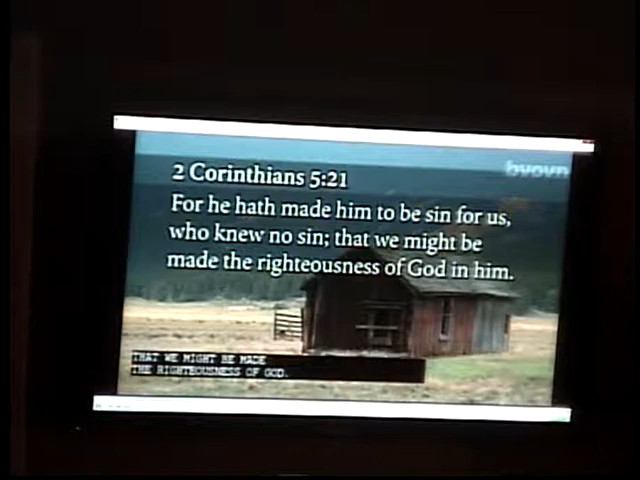 2 Corinthians 5:21
bvovn
For he hath made him to be sin for us,
who knew no sin; that we might be
made the righteousness of God in him.
THAT WE MIGHT BE MADE
THE RIGHTEOUSNESS OF GOD.